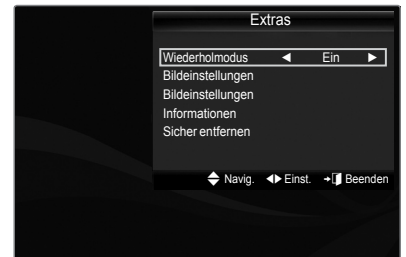 Extras
Wiederholmodus ◀ Ein ▶
Bildeinstellungen
Bildeinstellungen
Informationen
Sicher entfernen
Navig. Einst. Beenden